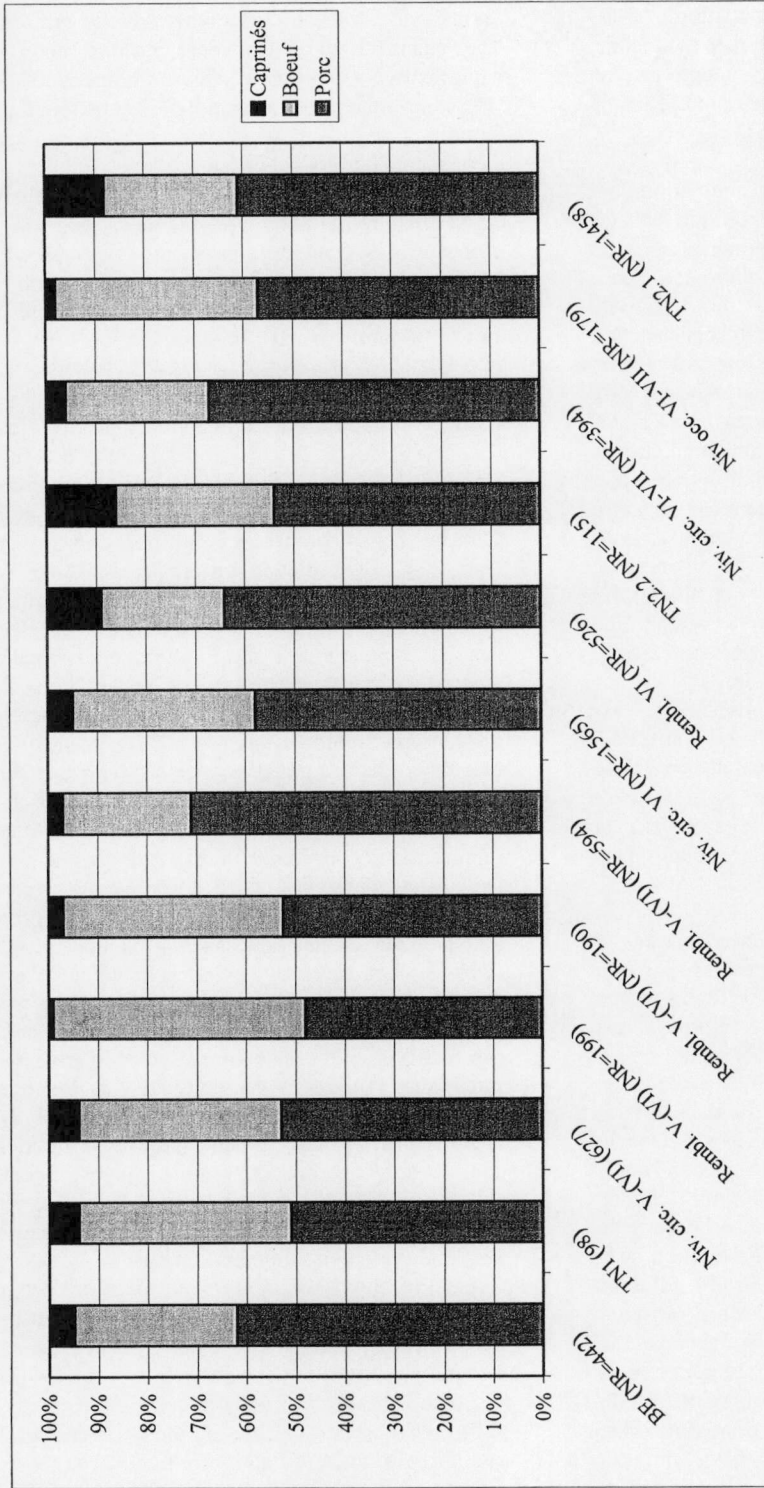 Caprinés
Boeuf
Porc
100%
90%
80%
70%
60%
50%
40%
30%
20%
10%
0%
BE (NR=442)
TN1 (98)
Niv. circ. V-(VI) (627)
Rembl. V-(VI) (NR=199)
Rembl. V-(VI) (NR=190)
Rembl. V-(VI) (NR=594)
Niv. circ. VI (NR=1565)
Rembl. VI (NR=526)
TN2.2 (NR=115)
Niv. circ. VI-VII (NR=394)
Niv occ. VI-VII (NR=179)
TN2.1 (NR=1458)